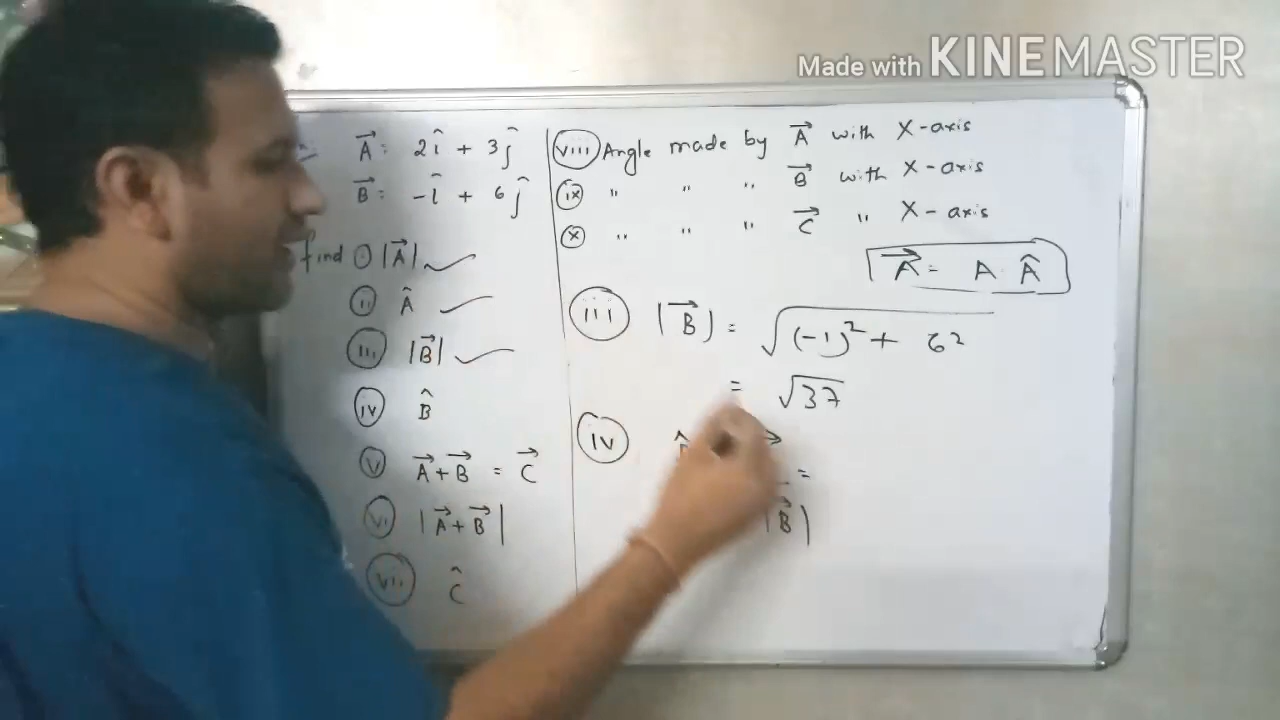 Made with KINEMASTER
A⃗ = 2î + 3ĵ
B⃗ = -î + 6ĵ
find (i) |A⃗| ✓
(ii) Â ✓
(iii) |B⃗| ✓
(iv) B̂
(v) A⃗+B⃗ = C⃗
(vi) |A⃗+B⃗|
(vii) Ĉ
(viii) Angle made by A⃗ with X-axis
(ix) " " " B⃗ with X-axis
(x) " " " C⃗ " X-axis
A⃗ = A Â
(iii) |B⃗| = √((-1)² + 6²)
= √37
(iv)
=
|B⃗|